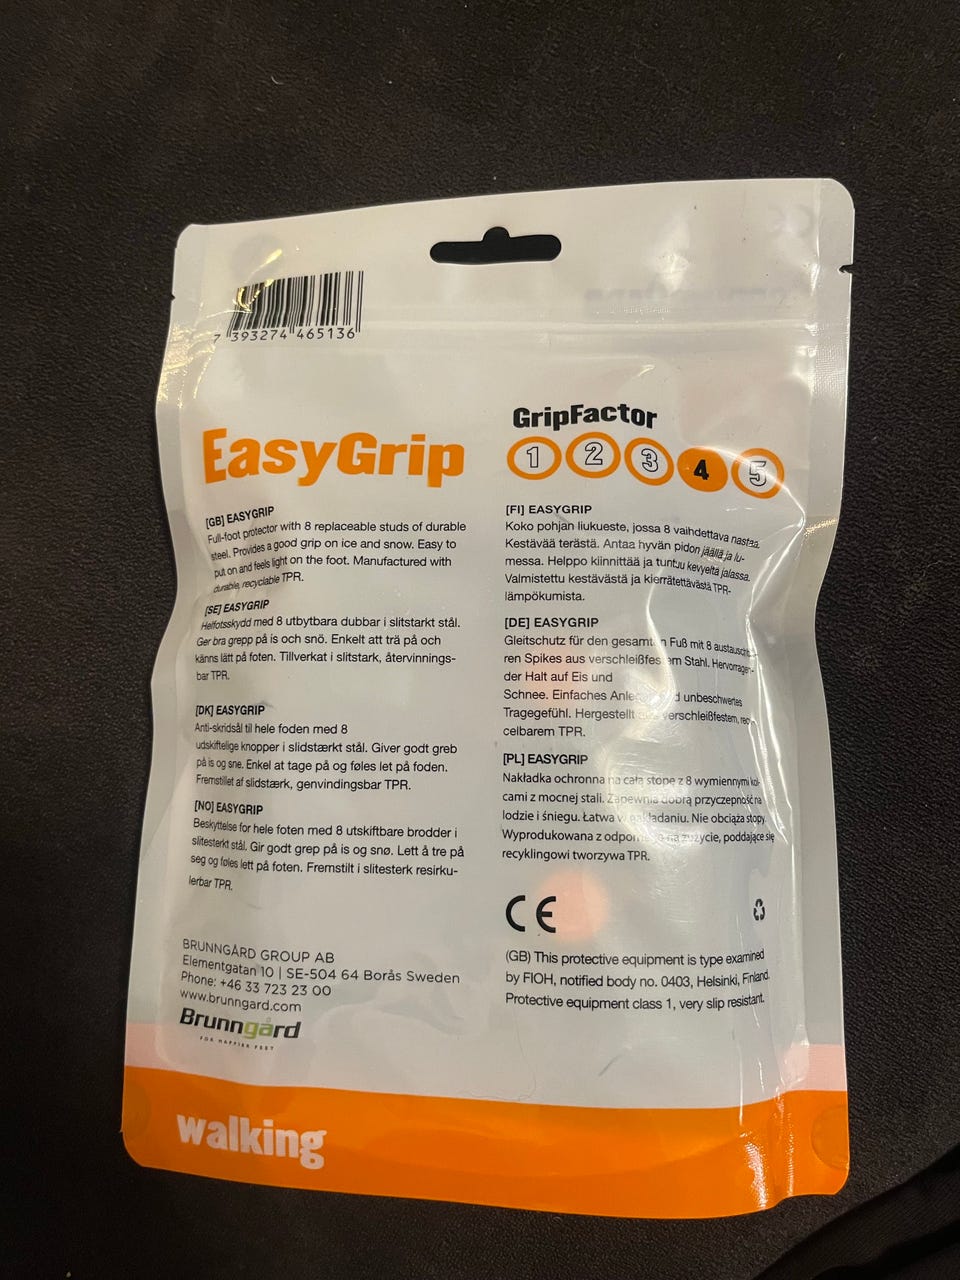 7 393274 465136
EasyGrip
[GB] EASYGRIP
Full-foot protector with 8 replaceable studs of durable
steel. Provides a good grip on ice and snow. Easy to
put on and feels light on the foot. Manufactured with
durable, recyclable TPR.
[SE] EASYGRIP
Helfotsskydd med 8 utbytbara dubbar i slitstarkt stål.
Ger bra grepp på is och snö. Enkelt att trä på och
känns lätt på foten. Tillverkat i slitstark, återvinnings-
bar TPR.
[DK] EASYGRIP
Anti-skridsål til hele foden med 8
udskiftelige knopper i slidstærkt stål. Giver godt greb
på is og sne. Enkel at tage på og føles let på foden.
Fremstillet af slidstærk, genvindingsbar TPR.
[NO] EASYGRIP
Beskyttelse for hele foten med 8 utskiftbare brodder i
slitesterkt stål. Gir godt grep på is og snø. Lett å tre på
seg og føles lett på foten. Fremstilt i slitesterk resirku-
lerbar TPR.
BRUNNGÅRD GROUP AB
Elementgatan 10 | SE-504 64 Borås Sweden
Phone: +46 33 723 23 00
www.brunngard.com
Brunngård
FOR HAPPIER FEET
GripFactor
1 2 3 4 5
[FI] EASYGRIP
Koko pohjan liukueste, jossa 8 vaihdettava nastaa.
Kestävää terästä. Antaa hyvän pidon jäällä ja lu-
messa. Helppo kiinnittää ja tuntuu kevyeltä jalassa.
Valmistettu kestävästä ja kierrätettävästä TPR-
lämpökumista.
[DE] EASYGRIP
Gleitschutz für den gesamten Fuß mit 8
ren Spikes aus verschleißfestem Stahl. Hervorragen-
der Halt auf Eis und
Schnee. Einfaches unbeschwertes
Tragegefühl. Hergestellt verschleißfestem,
celbarem TPR.
[PL] EASYGRIP
Nakładka ochronna na całą stopę z 8 wymiennymi kol-
cami z mocnej stali. Zapewnia dobrą przyczepność na
lodzie i śniegu. Łatwa w nakładaniu. Nie obciąża stopy.
Wyprodukowana z na zużycie, poddające się
recyklingowi tworzywa TPR.
CE
(GB) This protective equipment is type examined
by FIOH, notified body no. 0403, Helsinki, Finland.
Protective equipment class 1, very slip resistant.
walking